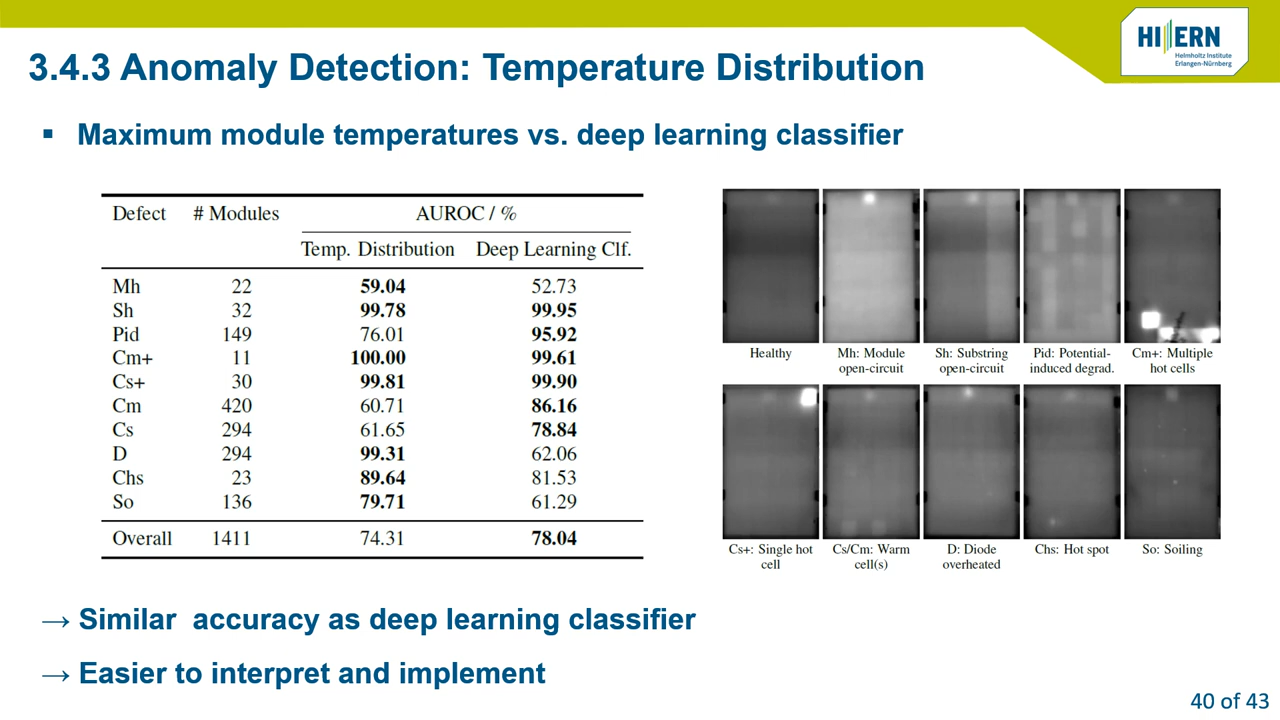 HI ERN
Helmholtz Institute
Erlangen-Nürnberg
3.4.3 Anomaly Detection: Temperature Distribution
▪ Maximum module temperatures vs. deep learning classifier
Defect # Modules AUROC / %
Temp. Distribution Deep Learning Clf.
Mh 22 59.04 52.73
Sh 32 99.78 99.95
Pid 149 76.01 95.92
Cm+ 11 100.00 99.61
Cs+ 30 99.81 99.90
Cm 420 60.71 86.16
Cs 294 61.65 78.84
D 294 99.31 62.06
Chs 23 89.64 81.53
So 136 79.71 61.29
Overall 1411 74.31 78.04
Healthy
Mh: Module
open-circuit
Sh: Substring
open-circuit
Pid: Potential-
induced degrad.
Cm+: Multiple
hot cells
Cs+: Single hot
cell
Cs/Cm: Warm
cell(s)
D: Diode
overheated
Chs: Hot spot
So: Soiling
→ Similar accuracy as deep learning classifier
→ Easier to interpret and implement
40 of 43